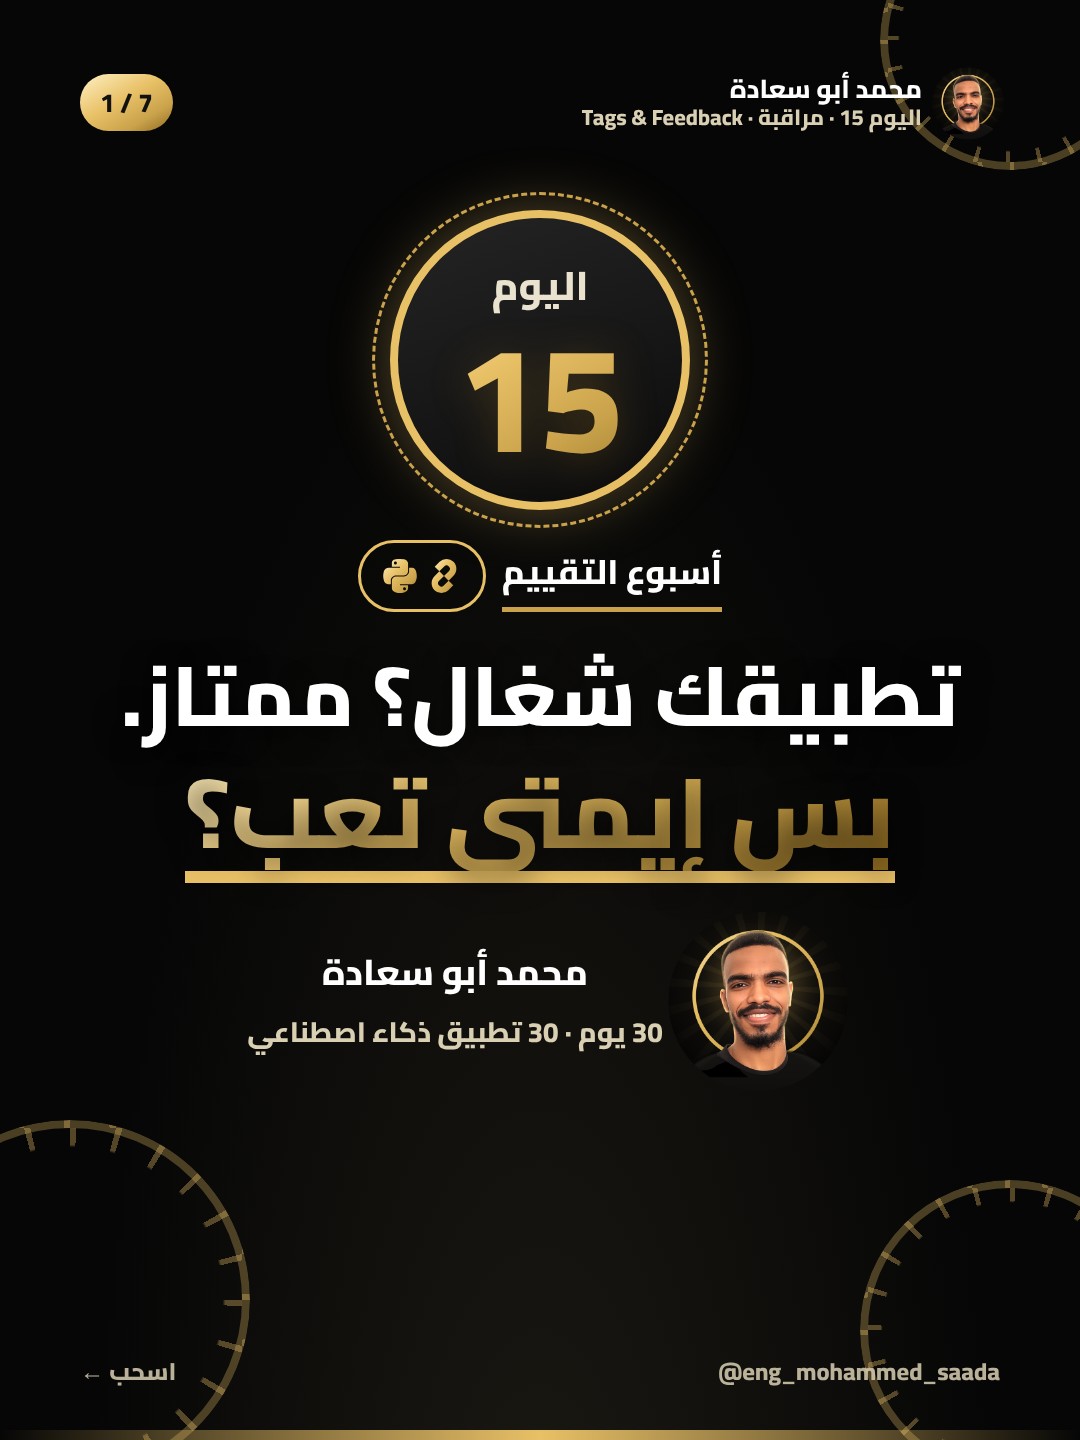 محمد أبو سعادة
اليوم 15 · مراقبة · Tags & Feedback
1 / 7
اليوم
15
أسبوع التقييم
تطبيقك شغال؟ ممتاز.
بس إيمتى تعب؟
محمد أبو سعادة
30 يوم · 30 تطبيق ذكاء اصطناعي
@eng_mohammed_saada
اسحب ←